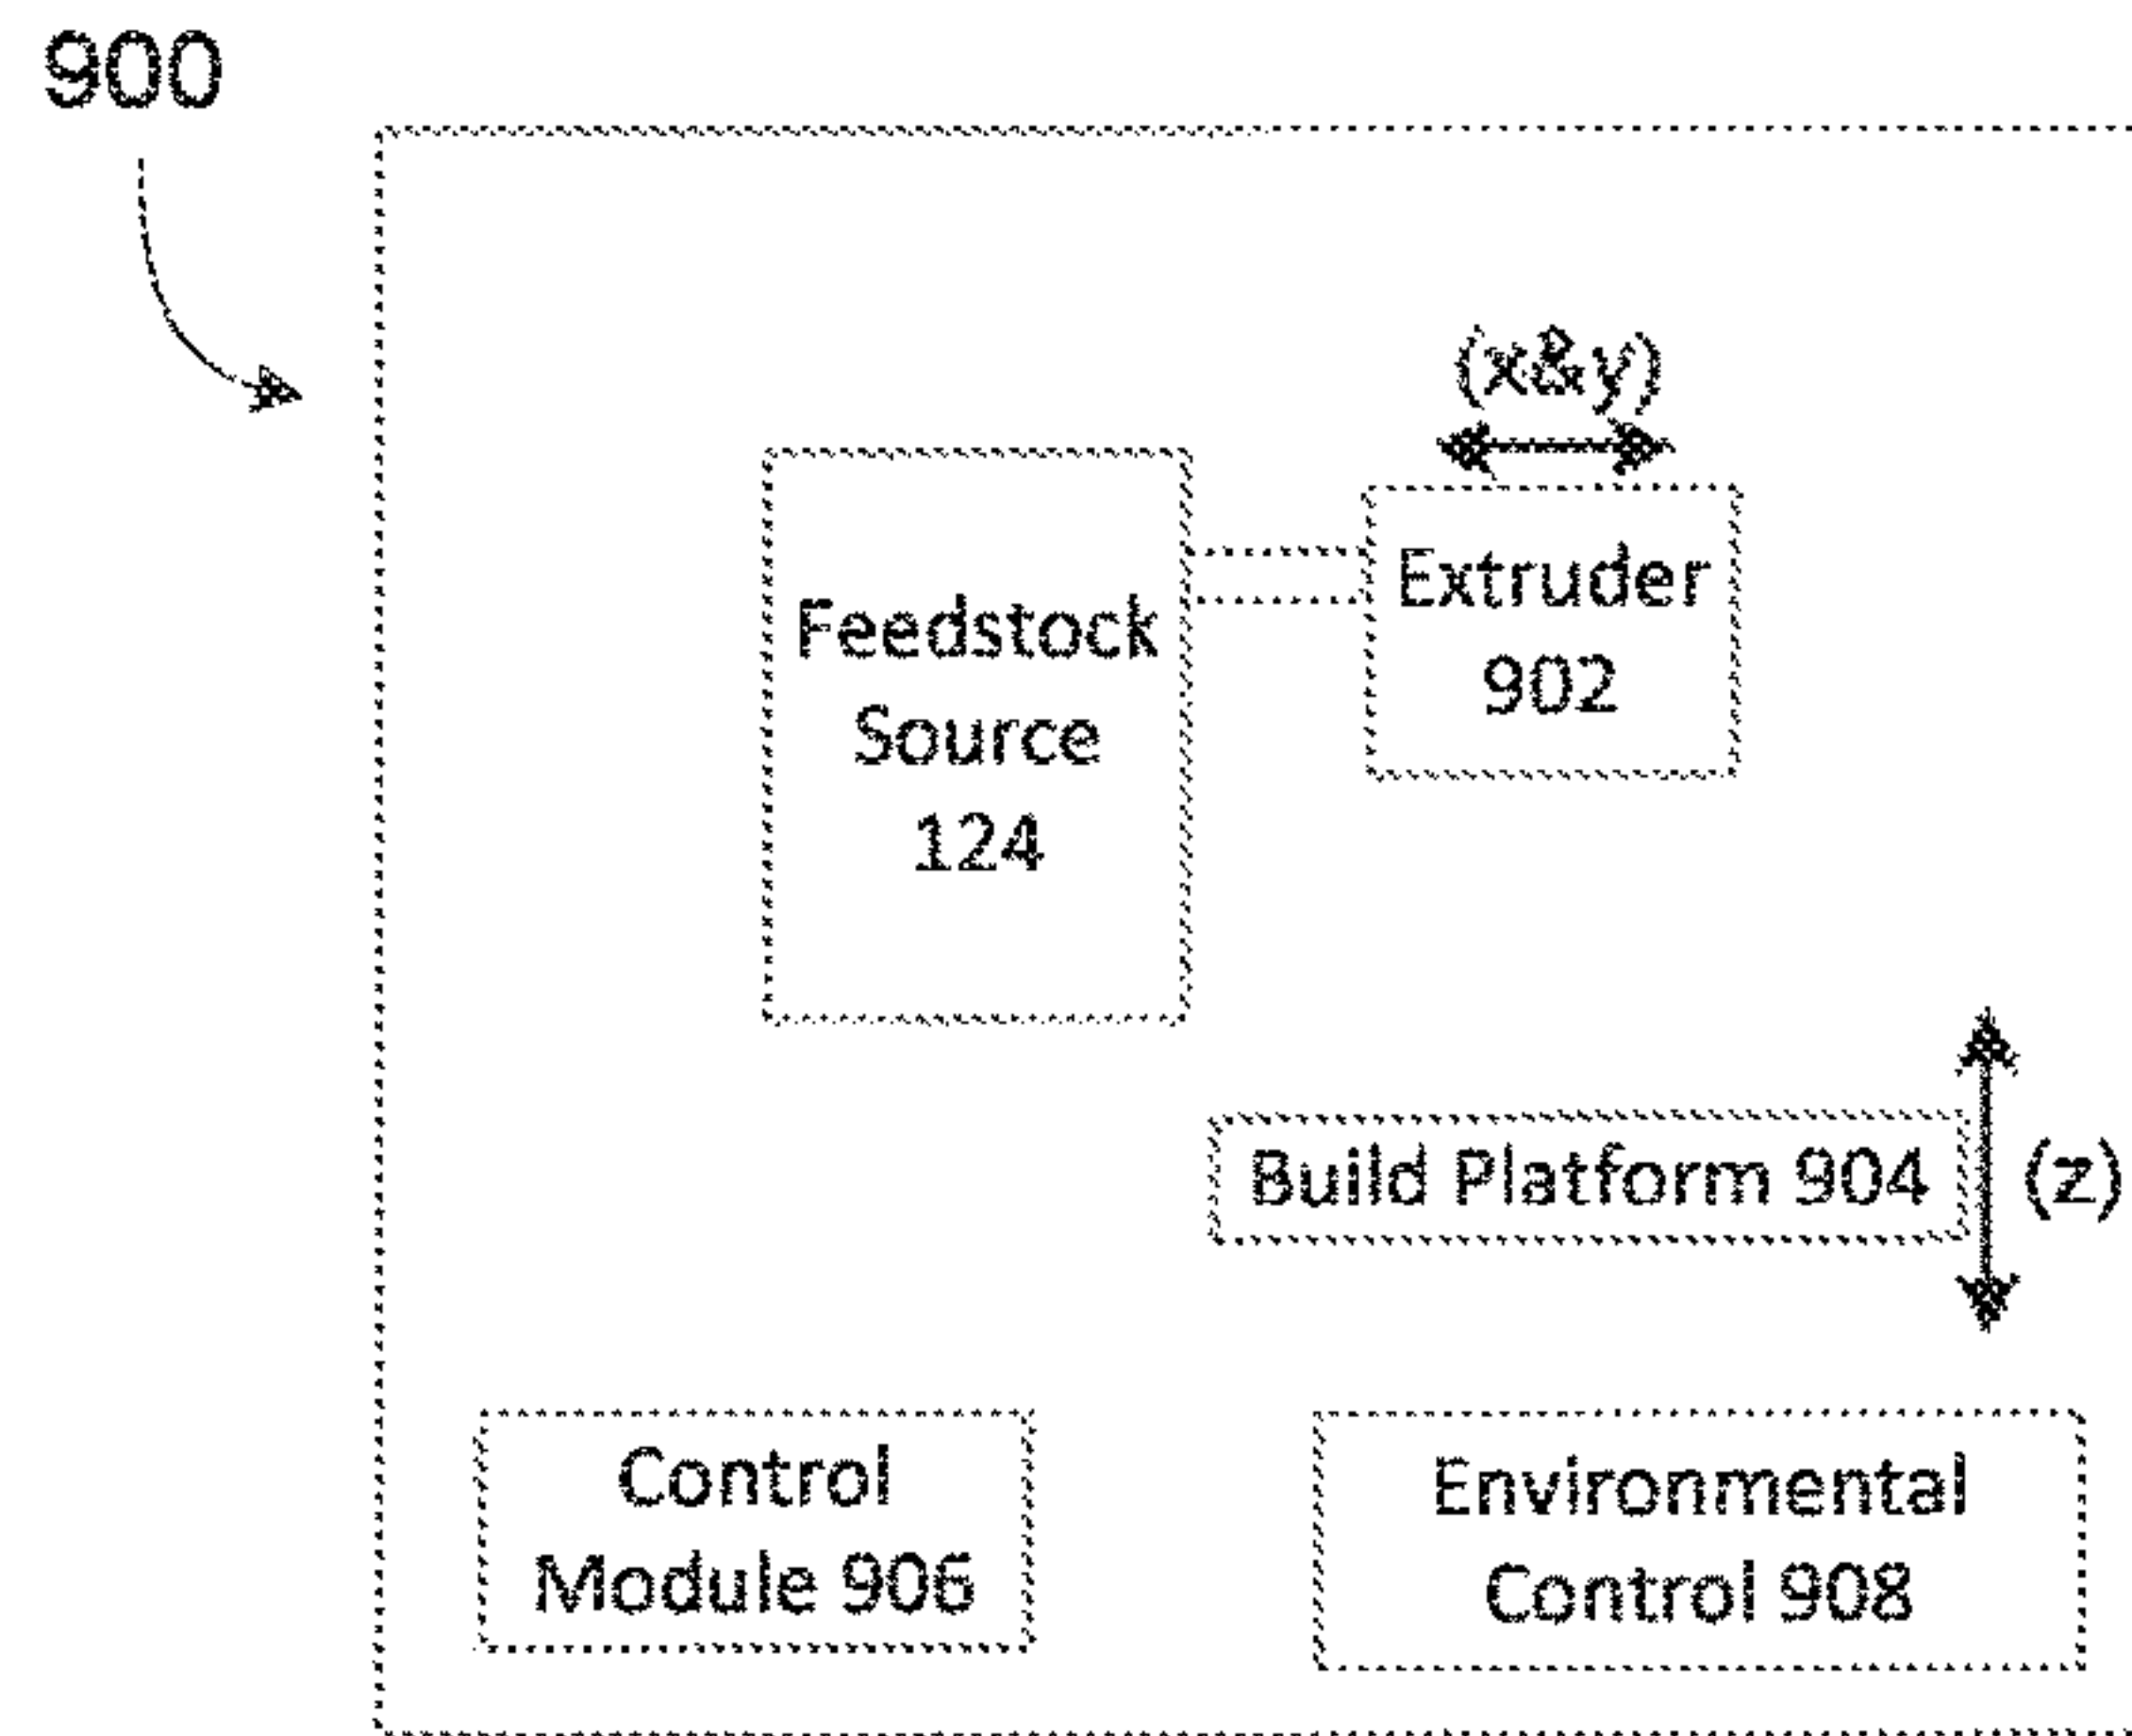 900
(x&y)
Extruder
902
Feedstock
Source
124
Build Platform 904
(z)
Control
Module 906
Environmental
Control 908